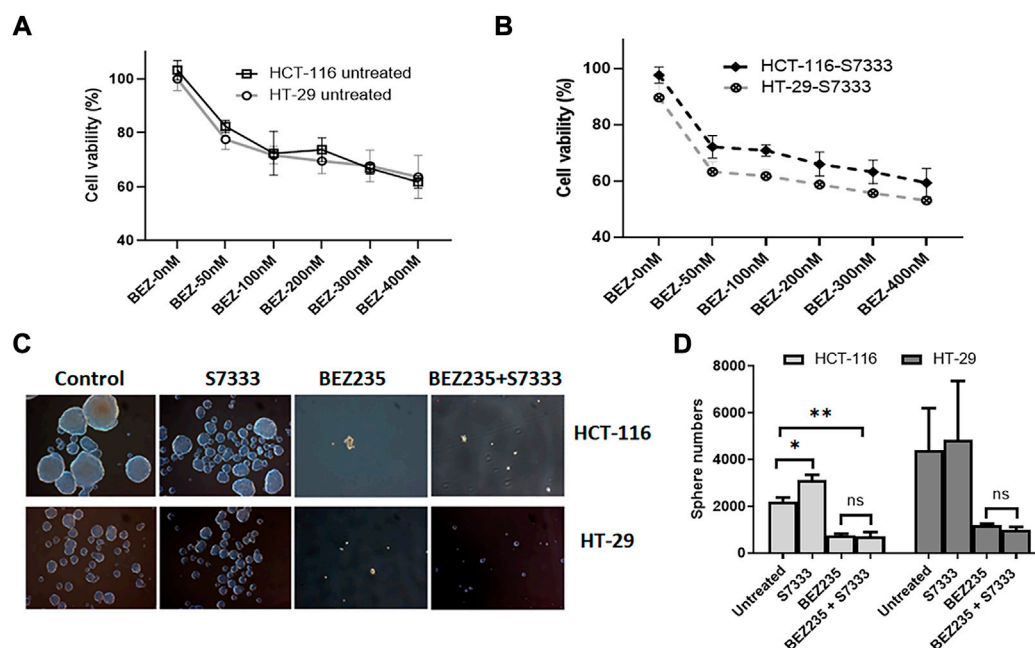 A
Cell vability (%)
100
80
60
40
HCT-116 untreated
HT-29 untreated
BEZ-0nM
BEZ-50nM
BEZ-100nM
BEZ-200nM
BEZ-300nM
BEZ-400nM
B
Cell vability (%)
100
80
60
40
HCT-116-S7333
HT-29-S7333
BEZ-0nM
BEZ-50nM
BEZ-100nM
BEZ-200nM
BEZ-300nM
BEZ-400nM
C
Control S7333 BEZ235 BEZ235+S7333
HCT-116
HT-29
D
HCT-116 HT-29
Sphere numbers
8000
6000
4000
2000
0
**
*
ns
ns
Untreated
S7333
BEZ235
BEZ235 + S7333
Untreated
S7333
BEZ235
BEZ235 + S7333